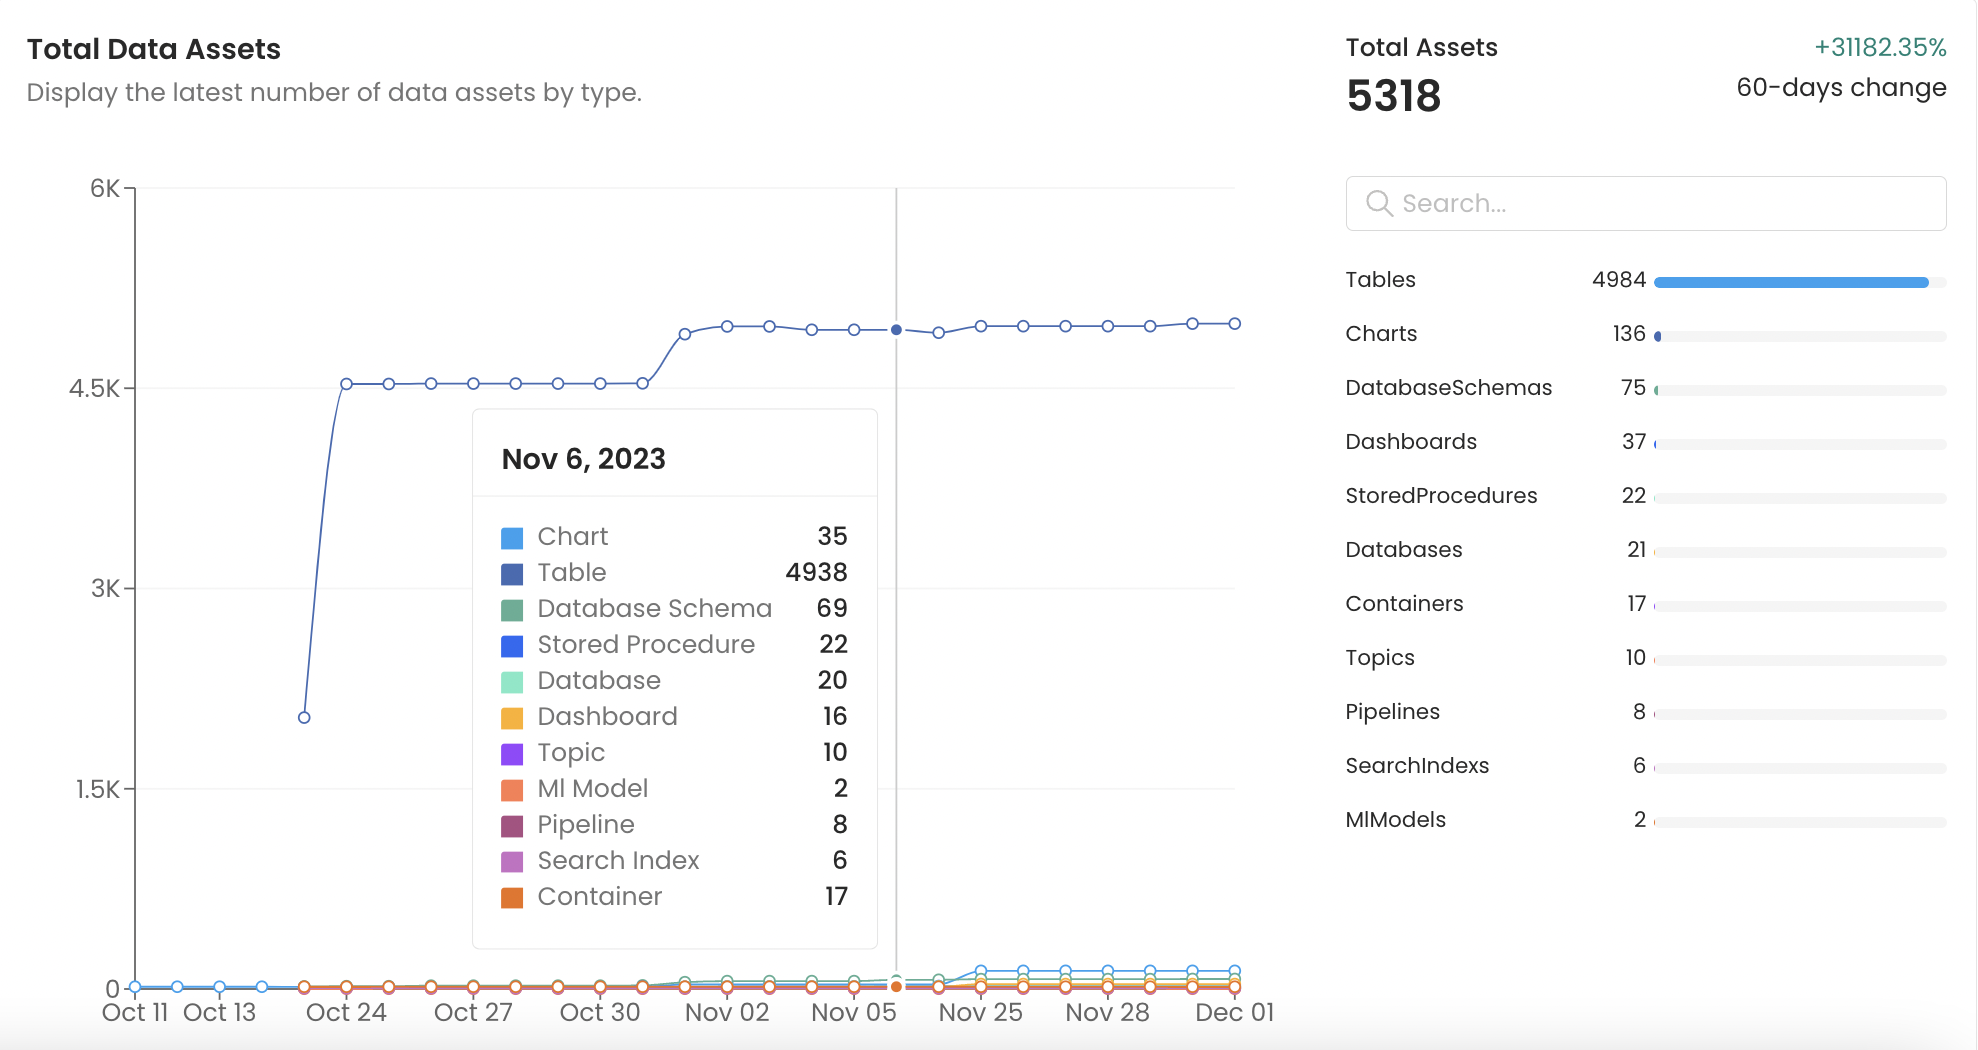 Total Data Assets
Display the latest number of data assets by type.
6K
4.5K
3K
1.5K
0
Oct 11 Oct 13 Oct 24 Oct 27 Oct 30 Nov 02 Nov 05 Nov 25 Nov 28 Dec 01
Nov 6, 2023
Chart 35
Table 4938
Database Schema 69
Stored Procedure 22
Database 20
Dashboard 16
Topic 10
Ml Model 2
Pipeline 8
Search Index 6
Container 17
Total Assets +31182.35%
5318 60-days change
Search...
Tables 4984
Charts 136
DatabaseSchemas 75
Dashboards 37
StoredProcedures 22
Databases 21
Containers 17
Topics 10
Pipelines 8
SearchIndexs 6
MlModels 2